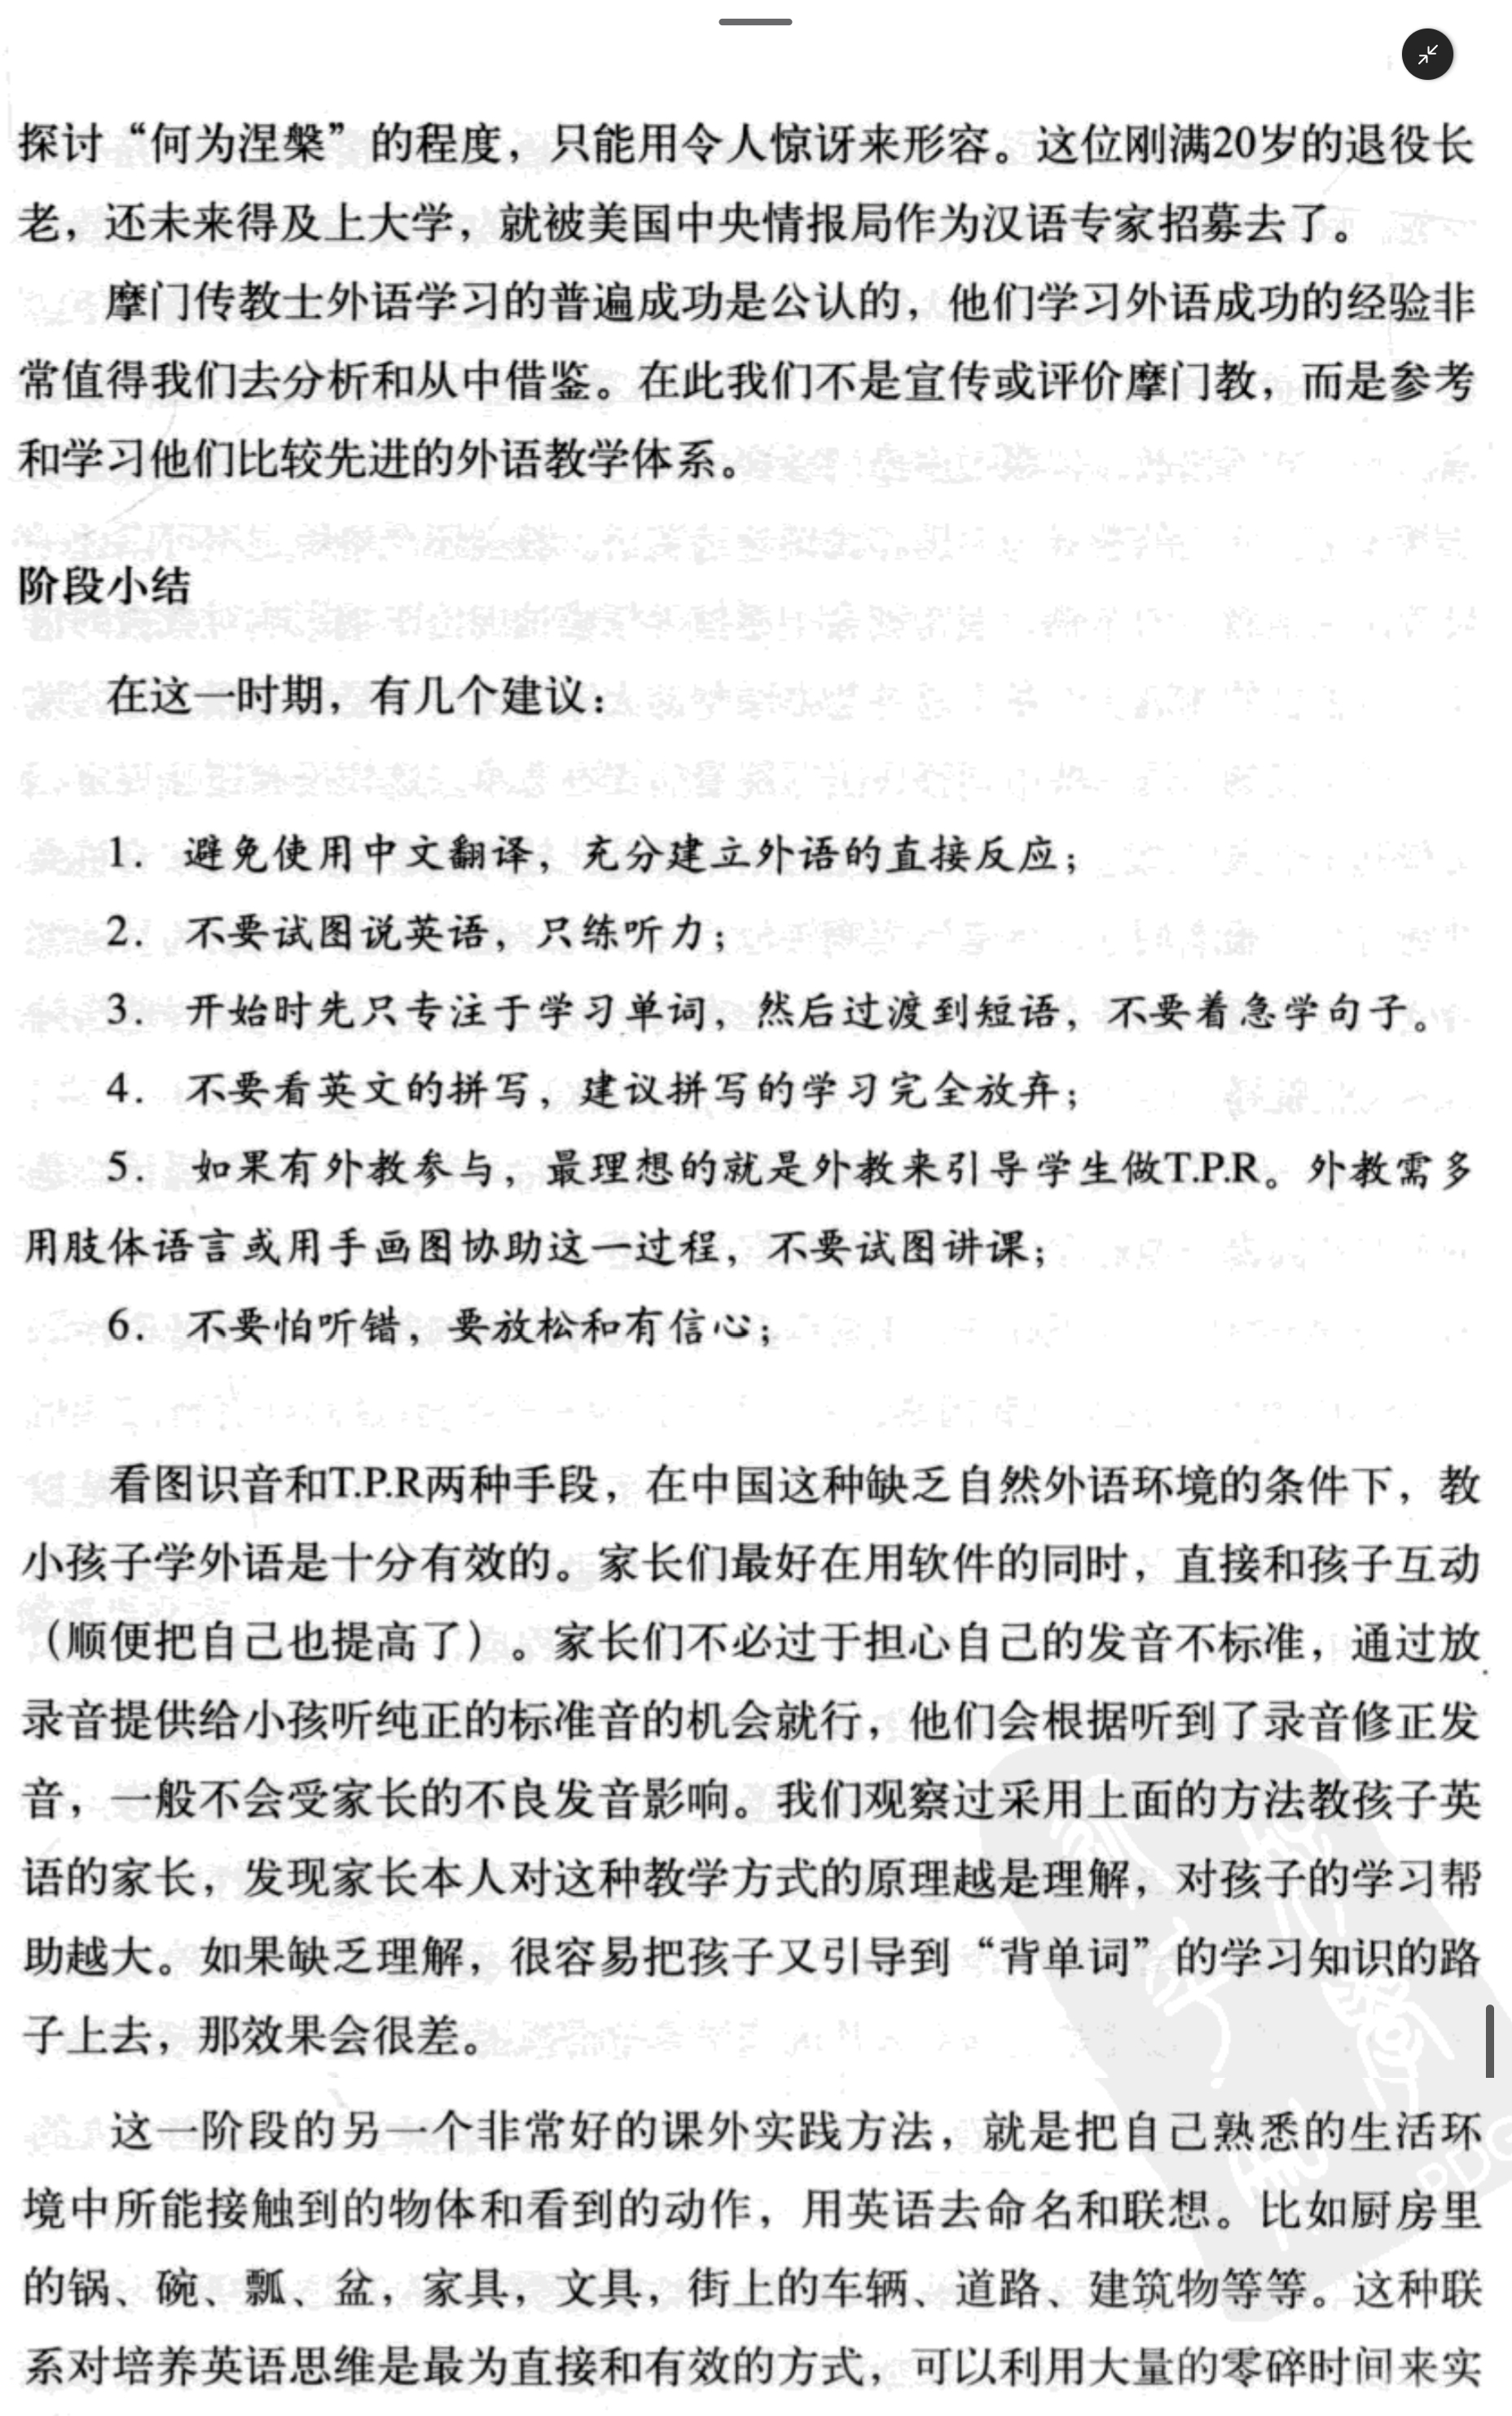 探讨“何为涅槃”的程度，只能用令人惊讶来形容。这位刚满20岁的退役长
老，还未来得及上大学，就被美国中央情报局作为汉语专家招募去了。
摩门传教士外语学习的普遍成功是公认的，他们学习外语成功的经验非
常值得我们去分析和从中借鉴。在此我们不是宣传或评价摩门教，而是参考
和学习他们比较先进的外语教学体系。
阶段小结
在这一时期，有几个建议：
1. 避免使用中文翻译，充分建立外语的直接反应；
2. 不要试图说英语，只练听力；
3. 开始时先只专注于学习单词，然后过渡到短语，不要着急学句子。
4. 不要看英文的拼写，建议拼写的学习完全放弃；
5. 如果有外教参与，最理想的就是外教来引导学生做T.P.R。外教需多
用肢体语言或用手画图协助这一过程，不要试图讲课；
6. 不要怕听错，要放松和有信心；
看图识音和T.P.R两种手段，在中国这种缺乏自然外语环境的条件下，教
小孩子学外语是十分有效的。家长们最好在用软件的同时，直接和孩子互动
（顺便把自己也提高了）。家长们不必过于担心自己的发音不标准，通过放
录音提供给小孩听纯正的标准音的机会就行，他们会根据听到了录音修正发
音，一般不会受家长的不良发音影响。我们观察过采用上面的方法教孩子英
语的家长，发现家长本人对这种教学方式的原理越是理解，对孩子的学习帮
助越大。如果缺乏理解，很容易把孩子又引导到“背单词”的学习知识的路
子上去，那效果会很差。
这一阶段的另一个非常好的课外实践方法，就是把自己熟悉的生活环
境中所能接触到的物体和看到的动作，用英语去命名和联想。比如厨房里
的锅、碗、瓢、盆，家具，文具，街上的车辆、道路、建筑物等等。这种联
系对培养英语思维是最为直接和有效的方式，可以利用大量的零碎时间来实
PDG